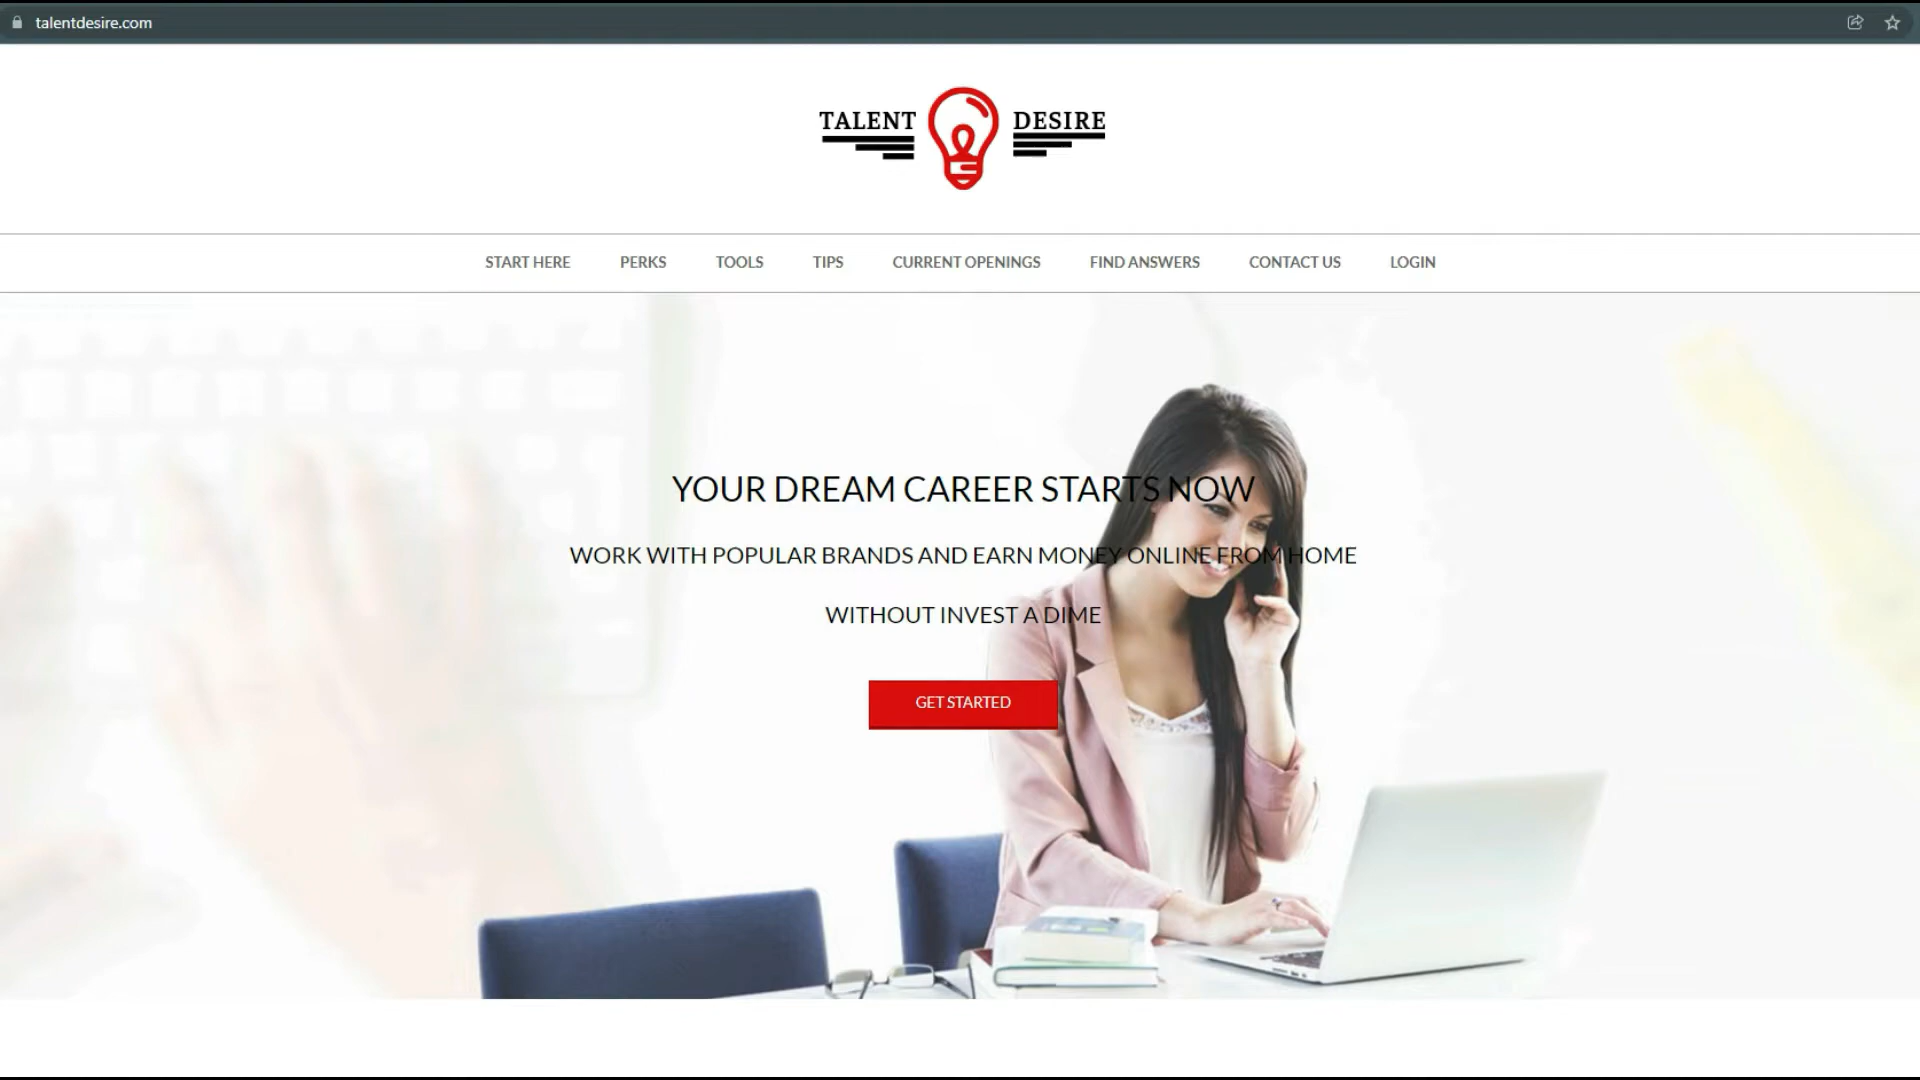 talentdesire.com
TALENT DESIRE
START HERE PERKS TOOLS TIPS CURRENT OPENINGS FIND ANSWERS CONTACT US LOGIN
YOUR DREAM CAREER STARTS NOW
WORK WITH POPULAR BRANDS AND EARN MONEY ONLINE FROM HOME
WITHOUT INVEST A DIME
GET STARTED